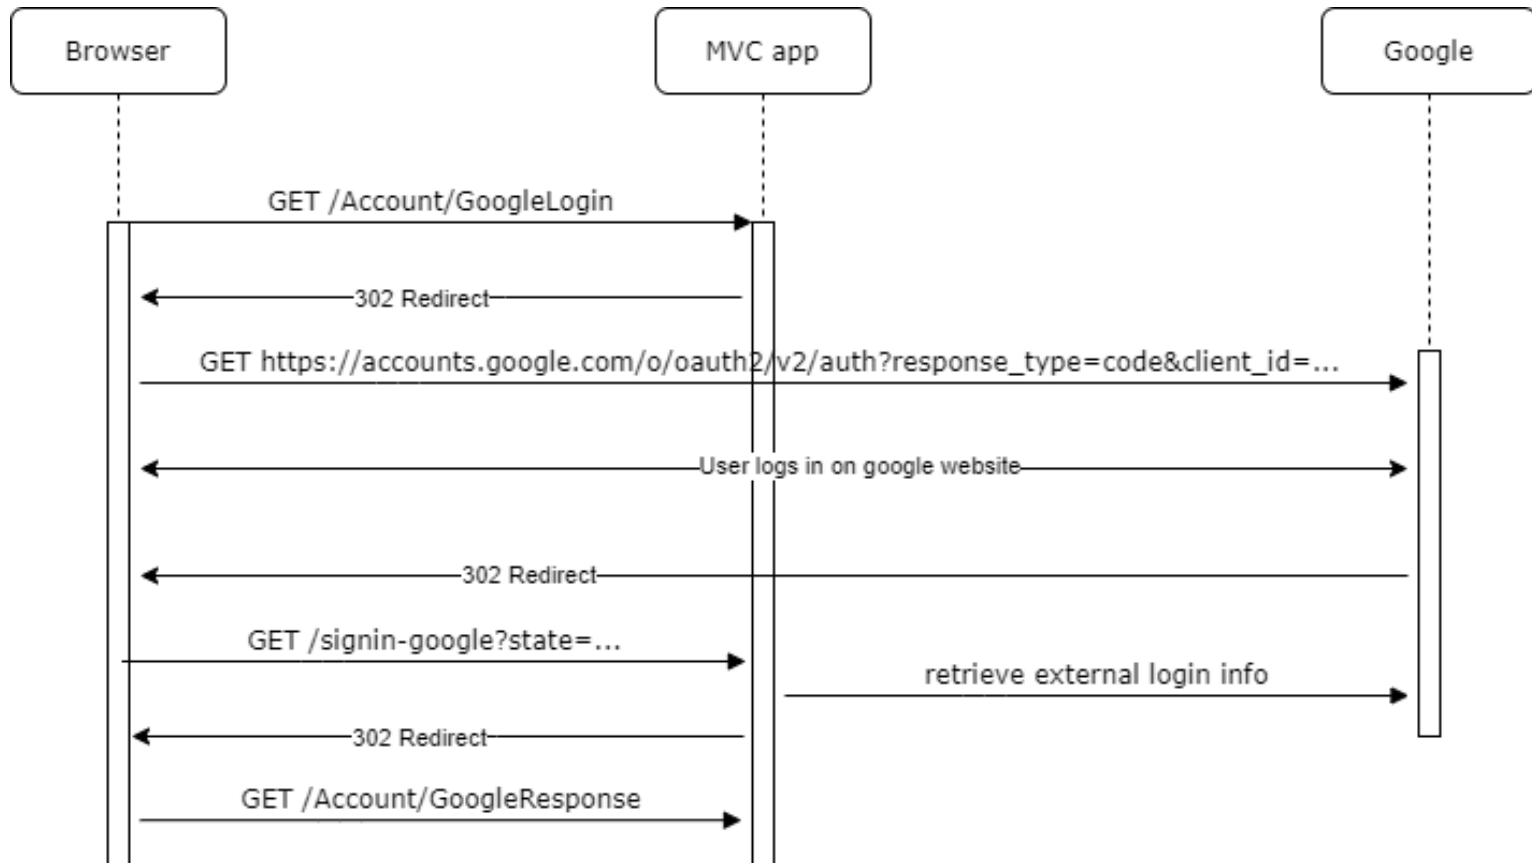 Browser
MVC app
Google
GET /Account/GoogleLogin
302 Redirect
GET https://accounts.google.com/o/oauth2/v2/auth?response_type=code&client_id=...
User logs in on google website
302 Redirect
GET /signin-google?state=...
retrieve external login info
302 Redirect
GET /Account/GoogleResponse